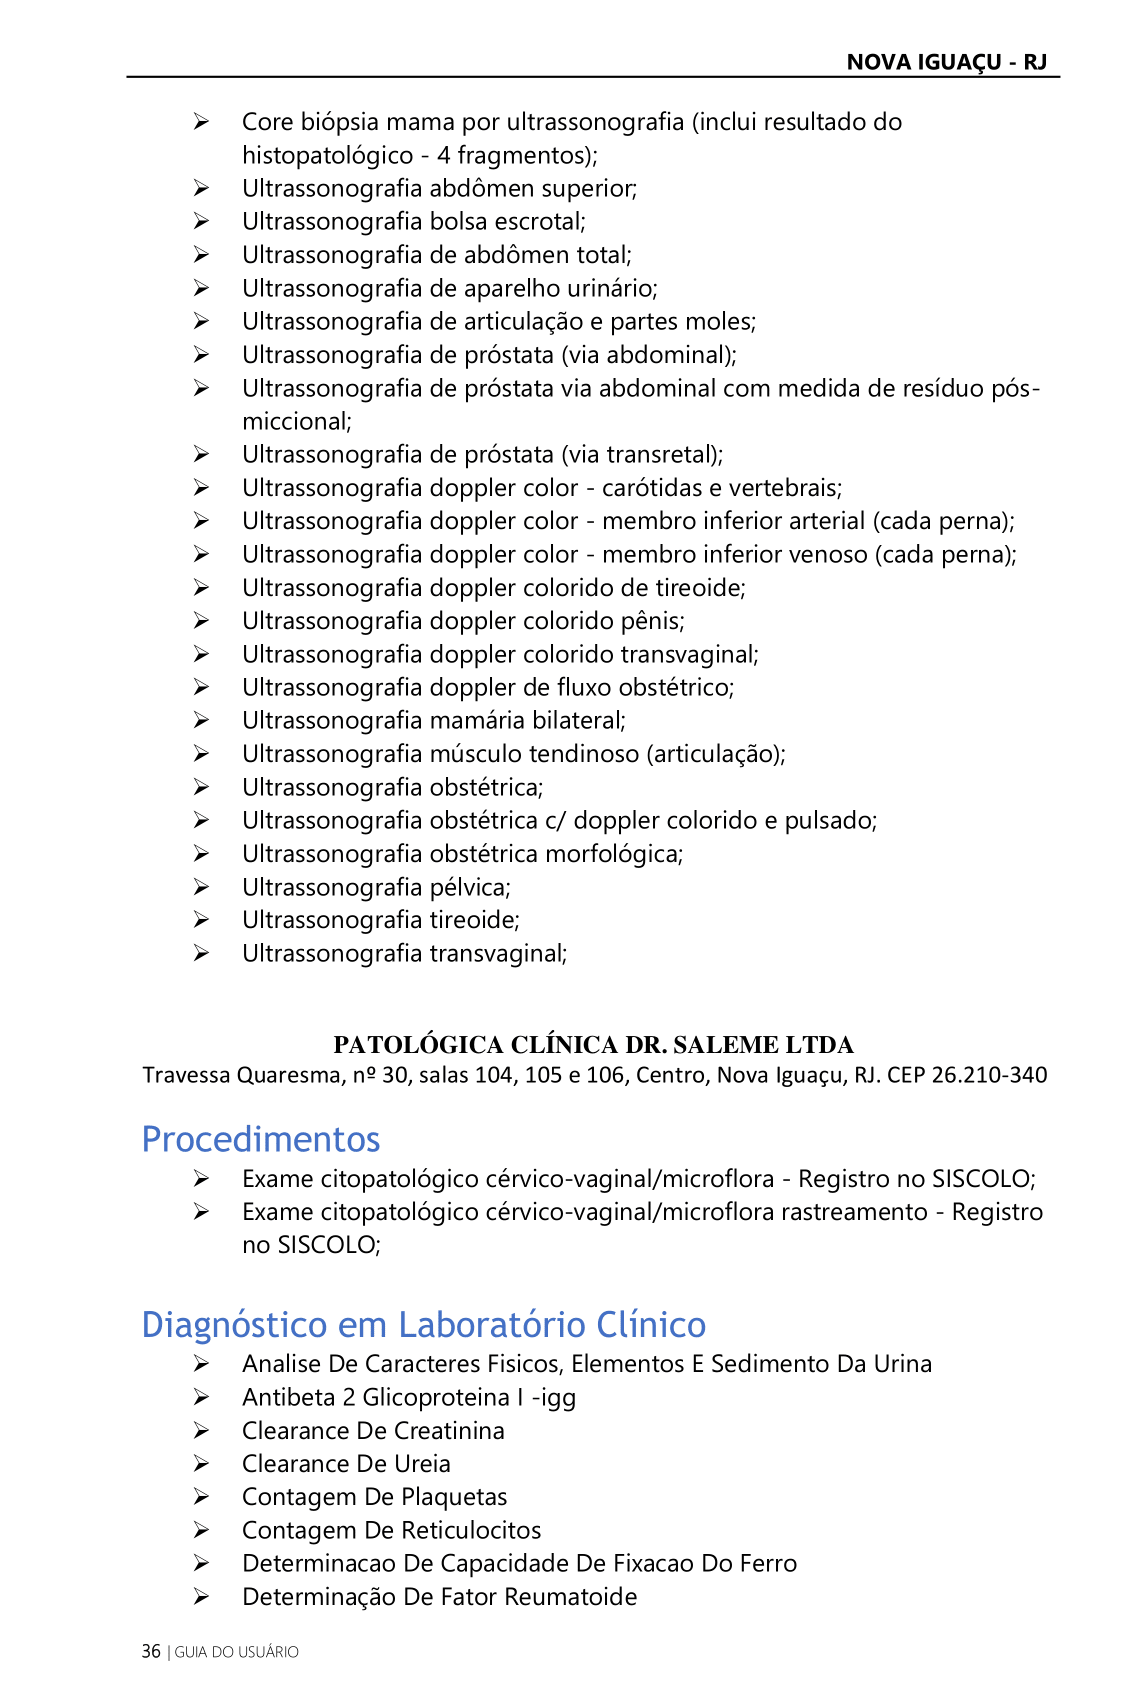 NOVA IGUAÇU - RJ
➢ Core biópsia mama por ultrassonografia (inclui resultado do
histopatológico - 4 fragmentos);
➢ Ultrassonografia abdômen superior;
➢ Ultrassonografia bolsa escrotal;
➢ Ultrassonografia de abdômen total;
➢ Ultrassonografia de aparelho urinário;
➢ Ultrassonografia de articulação e partes moles;
➢ Ultrassonografia de próstata (via abdominal);
➢ Ultrassonografia de próstata via abdominal com medida de resíduo pós-
miccional;
➢ Ultrassonografia de próstata (via transretal);
➢ Ultrassonografia doppler color - carótidas e vertebrais;
➢ Ultrassonografia doppler color - membro inferior arterial (cada perna);
➢ Ultrassonografia doppler color - membro inferior venoso (cada perna);
➢ Ultrassonografia doppler colorido de tireoide;
➢ Ultrassonografia doppler colorido pênis;
➢ Ultrassonografia doppler colorido transvaginal;
➢ Ultrassonografia doppler de fluxo obstétrico;
➢ Ultrassonografia mamária bilateral;
➢ Ultrassonografia músculo tendinoso (articulação);
➢ Ultrassonografia obstétrica;
➢ Ultrassonografia obstétrica c/ doppler colorido e pulsado;
➢ Ultrassonografia obstétrica morfológica;
➢ Ultrassonografia pélvica;
➢ Ultrassonografia tireoide;
➢ Ultrassonografia transvaginal;
PATOLÓGICA CLÍNICA DR. SALEME LTDA
Travessa Quaresma, nº 30, salas 104, 105 e 106, Centro, Nova Iguaçu, RJ. CEP 26.210-340
Procedimentos
➢ Exame citopatológico cérvico-vaginal/microflora - Registro no SISCOLO;
➢ Exame citopatológico cérvico-vaginal/microflora rastreamento - Registro
no SISCOLO;
Diagnóstico em Laboratório Clínico
➢ Analise De Caracteres Fisicos, Elementos E Sedimento Da Urina
➢ Antibeta 2 Glicoproteina I -igg
➢ Clearance De Creatinina
➢ Clearance De Ureia
➢ Contagem De Plaquetas
➢ Contagem De Reticulocitos
➢ Determinacao De Capacidade De Fixacao Do Ferro
➢ Determinação De Fator Reumatoide
36 | GUIA DO USUÁRIO